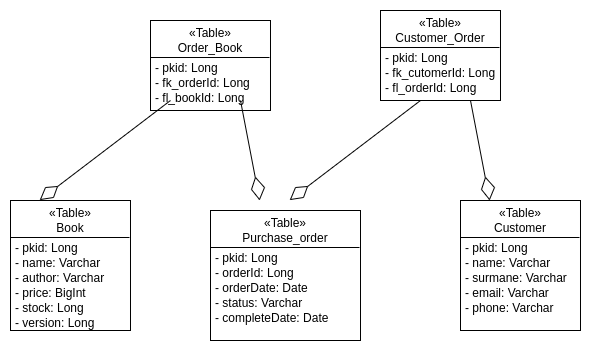 «Table»
Order_Book
- pkid: Long
- fk_orderId: Long
- fl_bookId: Long
«Table»
Customer_Order
- pkid: Long
- fk_cutomerId: Long
- fl_orderId: Long
«Table»
Book
- pkid: Long
- name: Varchar
- author: Varchar
- price: BigInt
- stock: Long
- version: Long
«Table»
Purchase_order
- pkid: Long
- orderId: Long
- orderDate: Date
- status: Varchar
- completeDate: Date
«Table»
Customer
- pkid: Long
- name: Varchar
- surmane: Varchar
- email: Varchar
- phone: Varchar